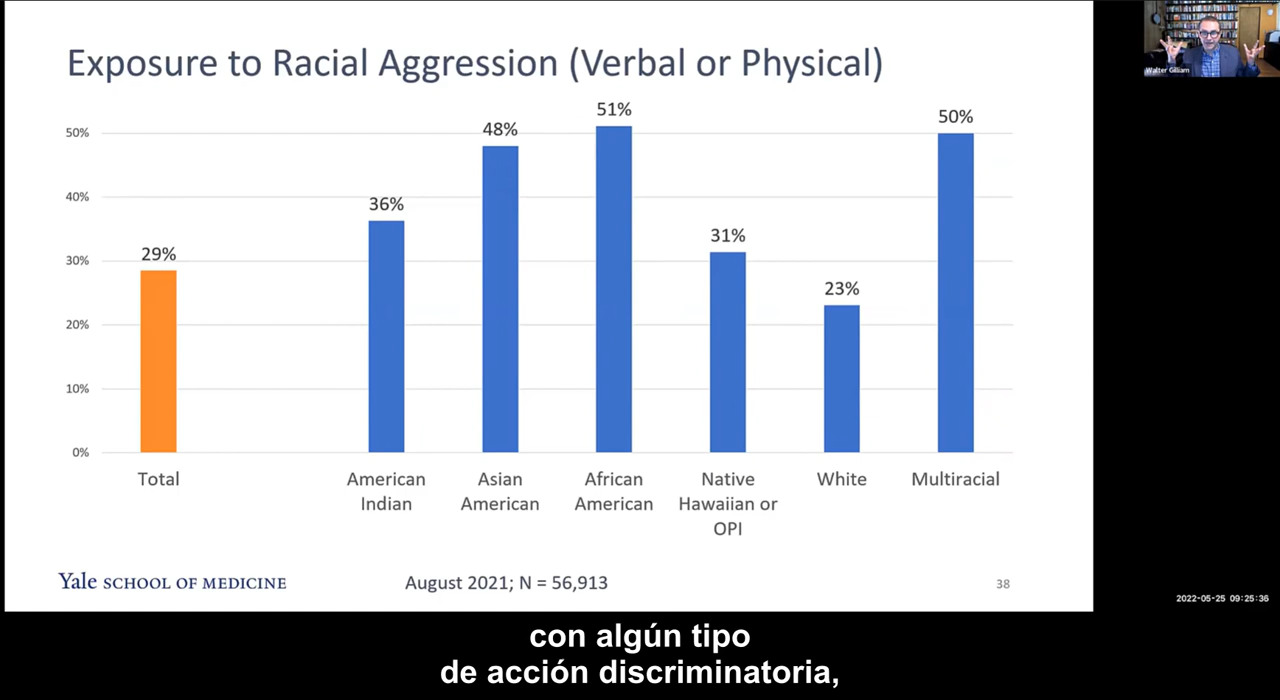 Exposure to Racial Aggression (Verbal or Physical)
Walter Gilliam
50%
40%
30%
20%
10%
0%
29%
36%
48%
51%
31%
23%
50%
Total
American
Indian
Asian
American
African
American
Native
Hawaiian or
OPI
White
Multiracial
Yale SCHOOL OF MEDICINE
August 2021; N = 56,913
38
2022-05-25 09:25:36
con algún tipo
de acción discriminatoria,